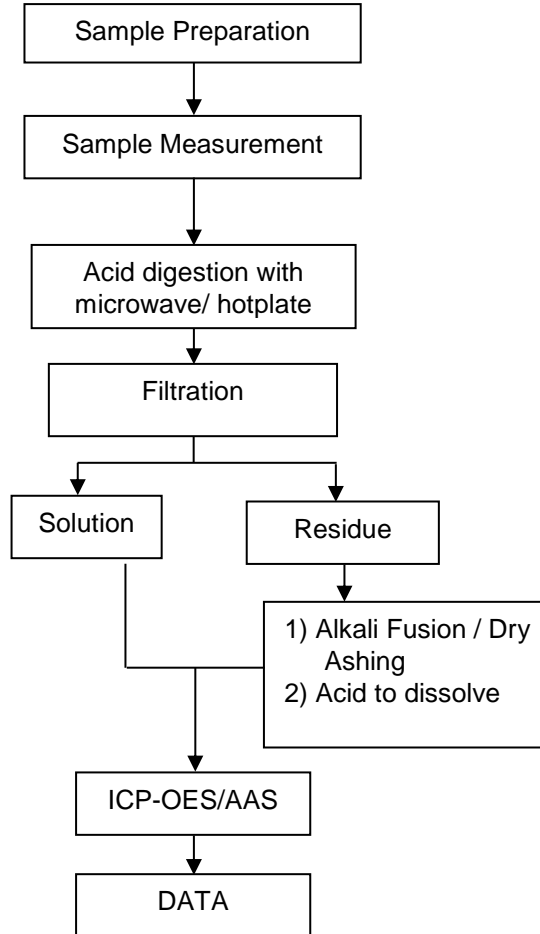 Sample Preparation
Sample Measurement
Acid digestion with
microwave/ hotplate
Filtration
Solution
Residue
1) Alkali Fusion / Dry
Ashing
2) Acid to dissolve
ICP-OES/AAS
DATA